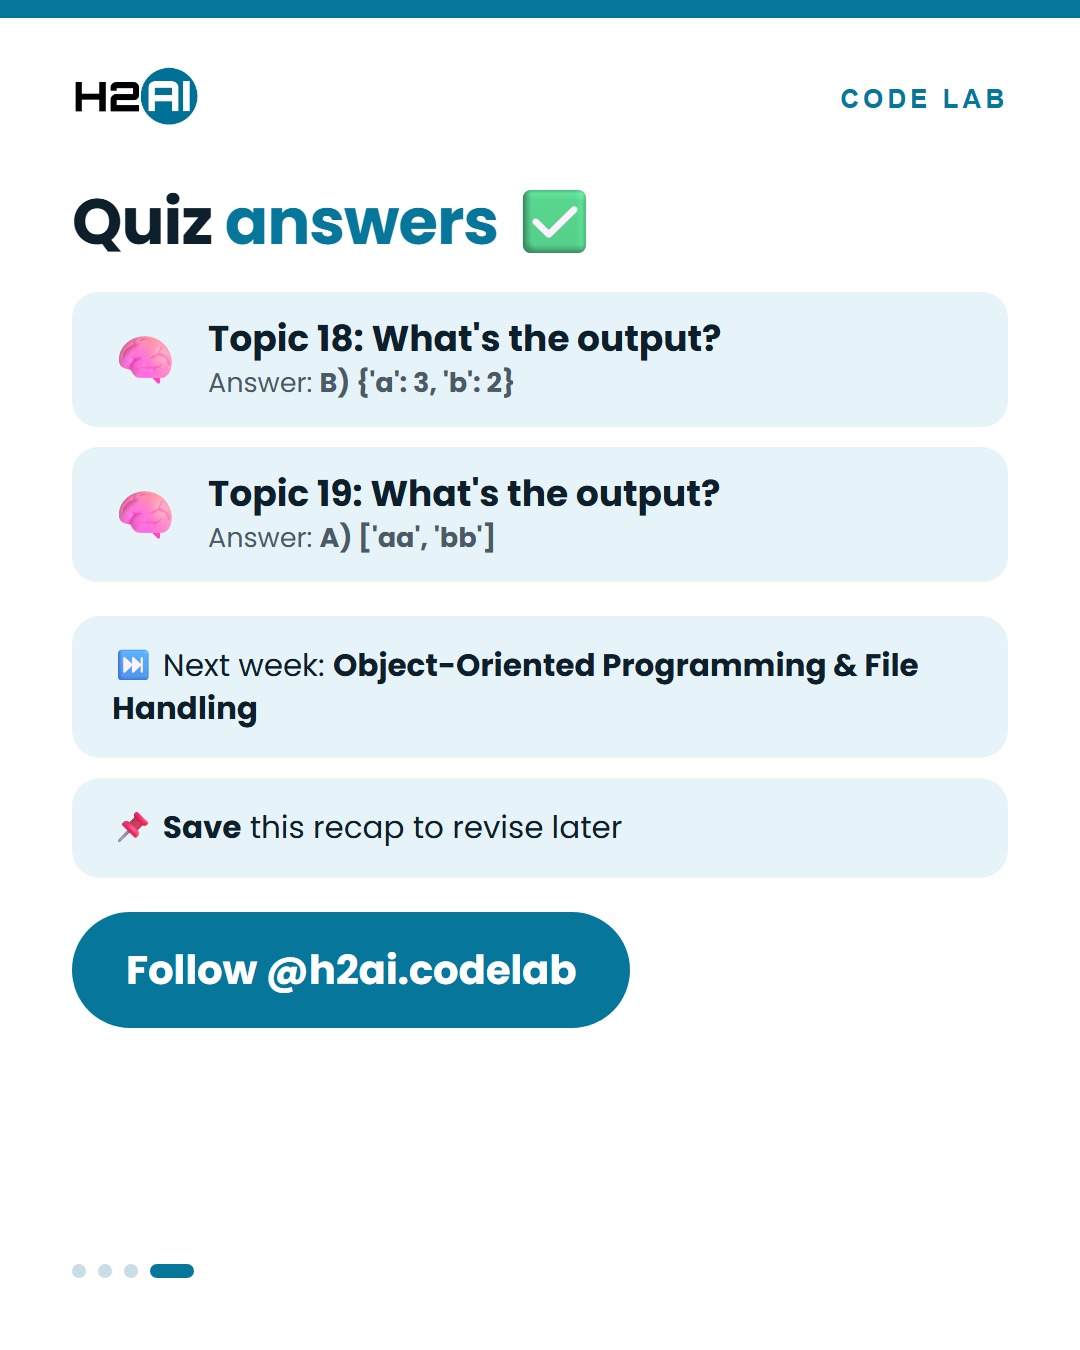 H2AI
CODE LAB
Quiz answers ✅
Topic 18: What's the output?
Answer: B) {'a': 3, 'b': 2}
Topic 19: What's the output?
Answer: A) ['aa', 'bb']
Next week: Object-Oriented Programming & File
Handling
Save this recap to revise later
Follow @h2ai.codelab